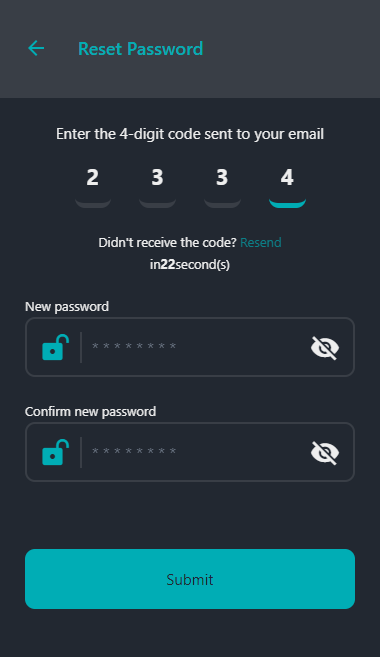 Reset Password
Enter the 4-digit code sent to your email
2 3 3 4
Didn't receive the code? Resend
in22second(s)
New password
********
Confirm new password
********
Submit